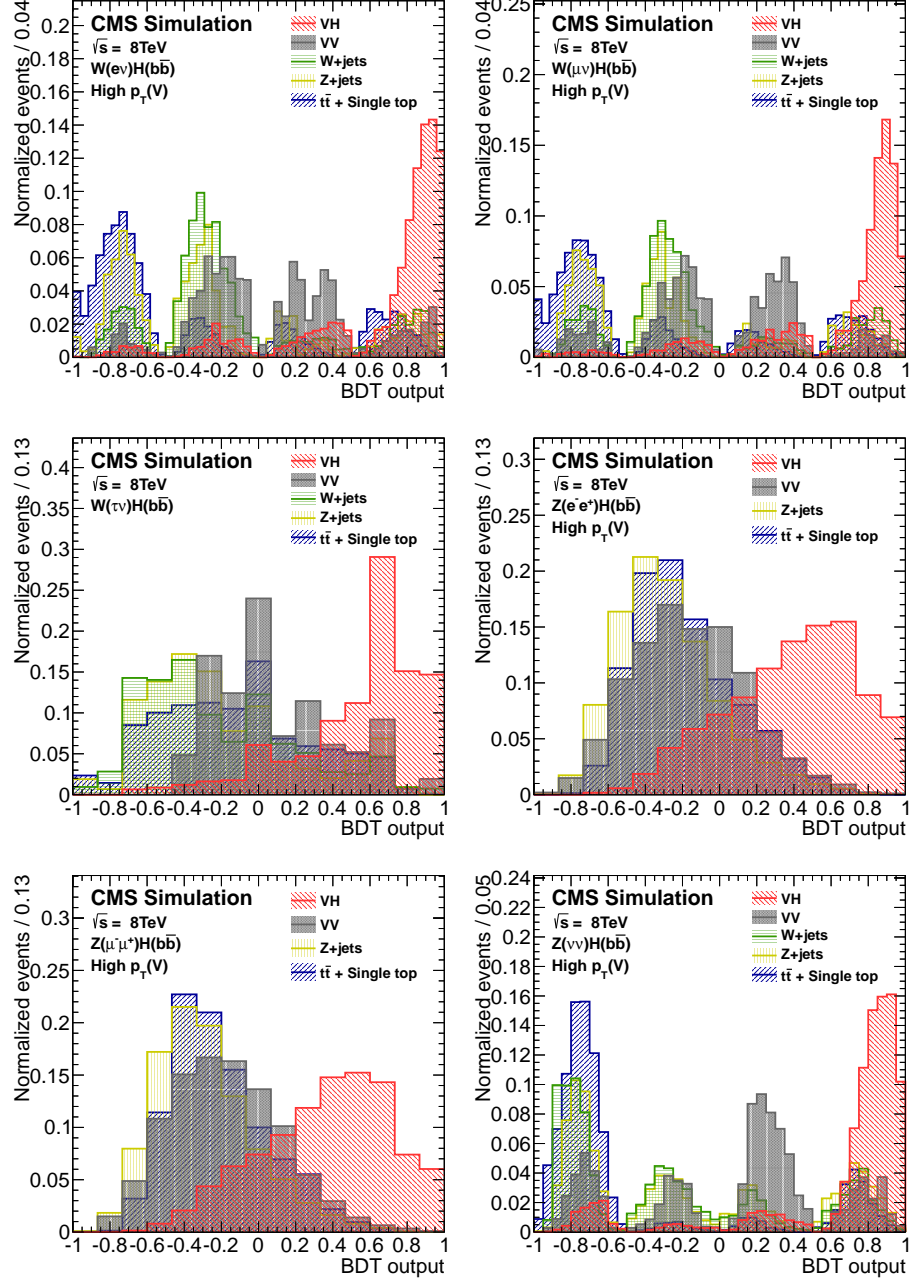 Normalized events / 0.04
CMS Simulation
√s = 8TeV
W(eν)H(bb̄)
High pT(V)
VH
VV
W+jets
Z+jets
tt̄ + Single top
0.2
0.18
0.16
0.14
0.12
0.1
0.08
0.06
0.04
0.02
0
-1 -0.8 -0.6 -0.4 -0.2 0 0.2 0.4 0.6 0.8 1
BDT output
Normalized events / 0.04
CMS Simulation
√s = 8TeV
W(μν)H(bb̄)
High pT(V)
VH
VV
W+jets
Z+jets
tt̄ + Single top
0.25
0.2
0.15
0.1
0.05
0
-1 -0.8 -0.6 -0.4 -0.2 0 0.2 0.4 0.6 0.8 1
BDT output
Normalized events / 0.13
CMS Simulation
√s = 8TeV
W(τν)H(bb̄)
VH
VV
W+jets
Z+jets
tt̄ + Single top
0.4
0.35
0.3
0.25
0.2
0.15
0.1
0.05
0
-1 -0.8 -0.6 -0.4 -0.2 0 0.2 0.4 0.6 0.8 1
BDT output
Normalized events / 0.13
CMS Simulation
√s = 8TeV
Z(e⁻e⁺)H(bb̄)
High pT(V)
VH
VV
Z+jets
tt̄ + Single top
0.3
0.25
0.2
0.15
0.1
0.05
0
-1 -0.8 -0.6 -0.4 -0.2 0 0.2 0.4 0.6 0.8 1
BDT output
Normalized events / 0.13
CMS Simulation
√s = 8TeV
Z(μ⁻μ⁺)H(bb̄)
High pT(V)
VH
VV
Z+jets
tt̄ + Single top
0.3
0.25
0.2
0.15
0.1
0.05
0
-1 -0.8 -0.6 -0.4 -0.2 0 0.2 0.4 0.6 0.8 1
BDT output
Normalized events / 0.05
CMS Simulation
√s = 8TeV
Z(νν)H(bb̄)
High pT(V)
VH
VV
W+jets
Z+jets
tt̄ + Single top
0.24
0.22
0.2
0.18
0.16
0.14
0.12
0.1
0.08
0.06
0.04
0.02
0
-1 -0.8 -0.6 -0.4 -0.2 0 0.2 0.4 0.6 0.8 1
BDT output